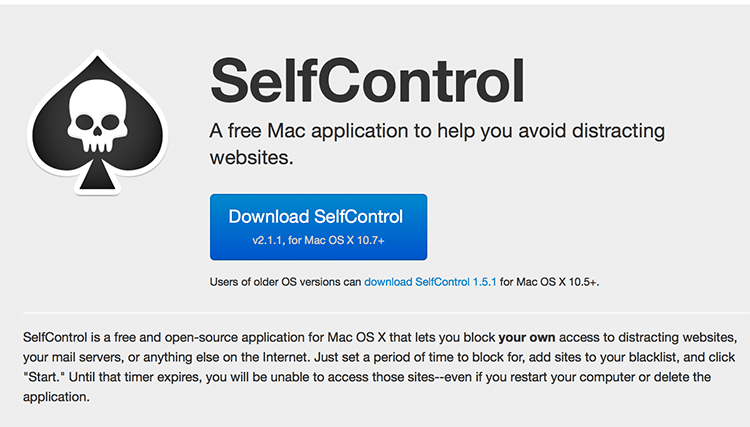 SelfControl
A free Mac application to help you avoid distracting
websites.
Download SelfControl
v2.1.1, for Mac OS X 10.7+
Users of older OS versions can download SelfControl 1.5.1 for Mac OS X 10.5+.
SelfControl is a free and open-source application for Mac OS X that lets you block your own access to distracting websites,
your mail servers, or anything else on the Internet. Just set a period of time to block for, add sites to your blacklist, and click
"Start." Until that timer expires, you will be unable to access those sites--even if you restart your computer or delete the
application.